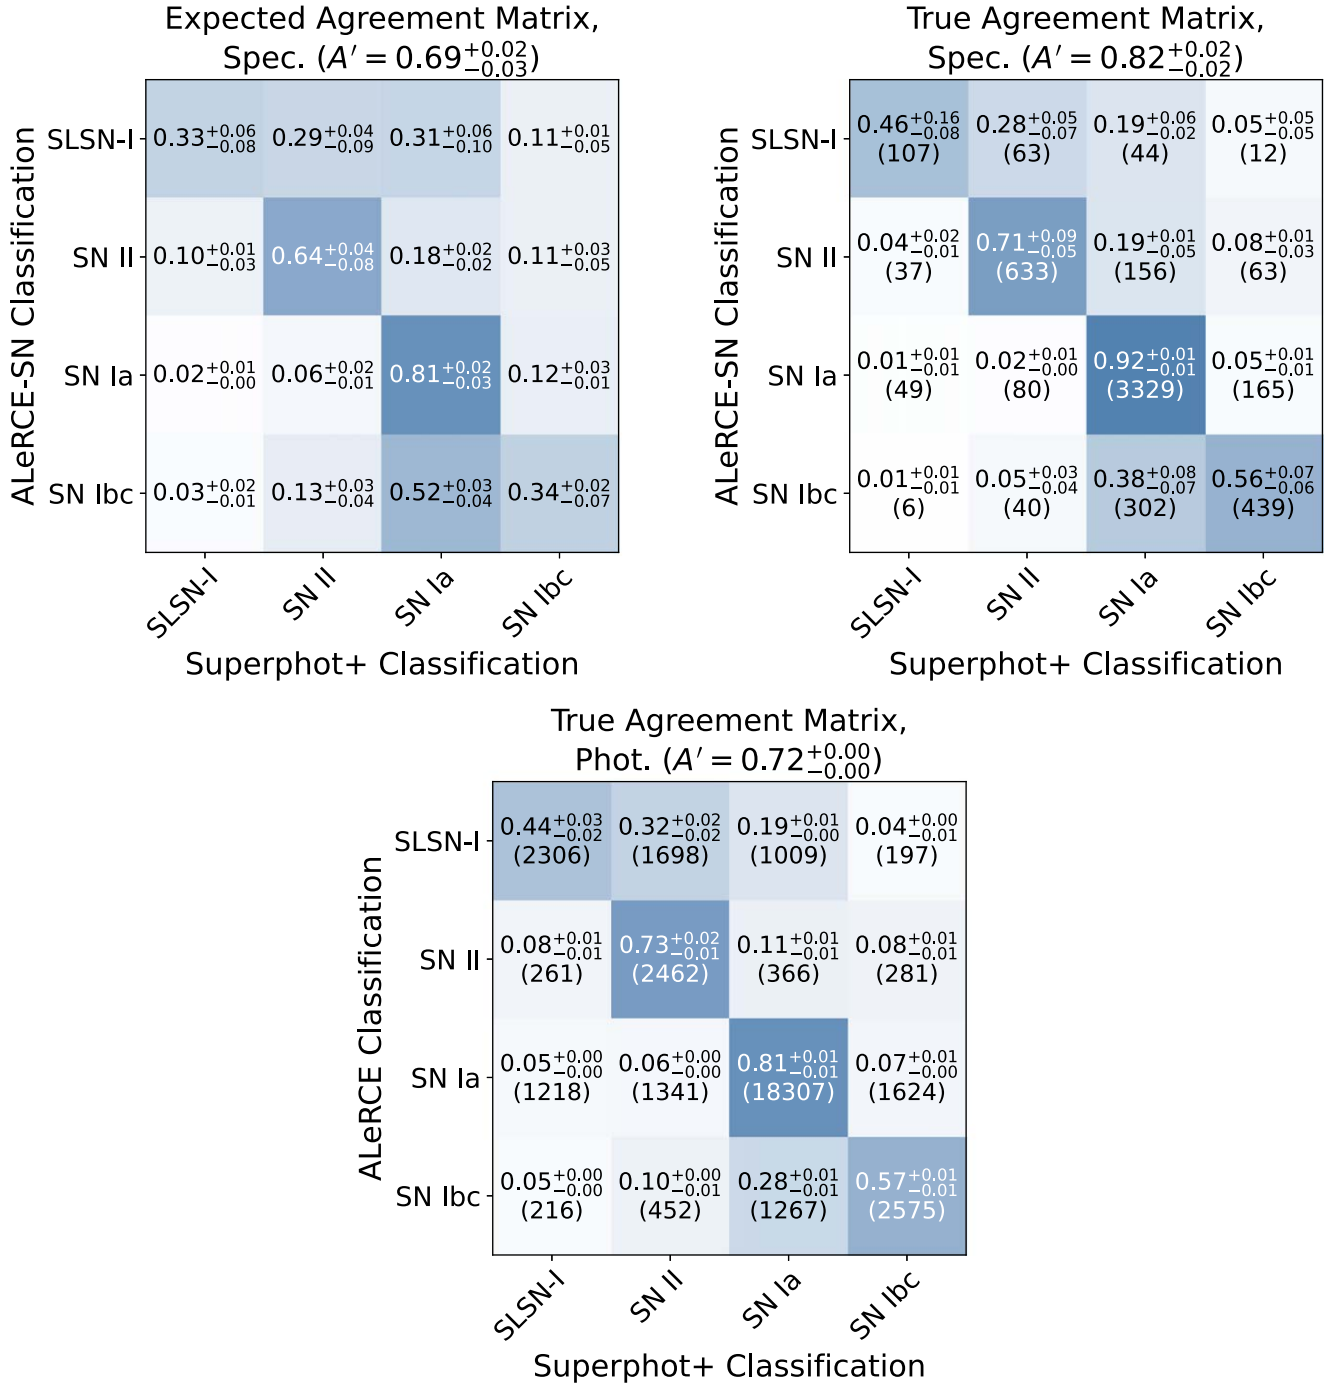 Expected Agreement Matrix,
Spec. (A′ = 0.69 +0.02 −0.03)
ALeRCE-SN Classification
SLSN-I 0.33 +0.06 −0.08 0.29 +0.04 −0.09 0.31 +0.06 −0.10 0.11 +0.01 −0.05
SN II 0.10 +0.01 −0.03 0.64 +0.04 −0.08 0.18 +0.02 −0.02 0.11 +0.03 −0.05
SN Ia 0.02 +0.01 −0.00 0.06 +0.02 −0.01 0.81 +0.02 −0.03 0.12 +0.03 −0.01
SN Ibc 0.03 +0.02 −0.01 0.13 +0.03 −0.04 0.52 +0.03 −0.04 0.34 +0.02 −0.07
SLSN-I SN II SN Ia SN Ibc
Superphot+ Classification
True Agreement Matrix,
Spec. (A′ = 0.82 +0.02 −0.02)
ALeRCE-SN Classification
SLSN-I 0.46 +0.16 −0.08 0.28 +0.05 −0.07 0.19 +0.06 −0.02 0.05 +0.05 −0.05
(107) (63) (44) (12)
SN II 0.04 +0.02 −0.01 0.71 +0.09 −0.05 0.19 +0.01 −0.05 0.08 +0.01 −0.03
(37) (633) (156) (63)
SN Ia 0.01 +0.01 −0.01 0.02 +0.01 −0.00 0.92 +0.01 −0.01 0.05 +0.01 −0.01
(49) (80) (3329) (165)
SN Ibc 0.01 +0.01 −0.01 0.05 +0.03 −0.04 0.38 +0.08 −0.07 0.56 +0.07 −0.06
(6) (40) (302) (439)
SLSN-I SN II SN Ia SN Ibc
Superphot+ Classification
True Agreement Matrix,
Phot. (A′ = 0.72 +0.00 −0.00)
ALeRCE Classification
SLSN-I 0.44 +0.03 −0.02 0.32 +0.02 −0.02 0.19 +0.01 −0.00 0.04 +0.00 −0.01
(2306) (1698) (1009) (197)
SN II 0.08 +0.01 −0.01 0.73 +0.02 −0.01 0.11 +0.01 −0.01 0.08 +0.01 −0.01
(261) (2462) (366) (281)
SN Ia 0.05 +0.00 −0.00 0.06 +0.00 −0.00 0.81 +0.01 −0.01 0.07 +0.01 −0.00
(1218) (1341) (18307) (1624)
SN Ibc 0.05 +0.00 −0.00 0.10 +0.00 −0.01 0.28 +0.01 −0.01 0.57 +0.01 −0.01
(216) (452) (1267) (2575)
SLSN-I SN II SN Ia SN Ibc
Superphot+ Classification